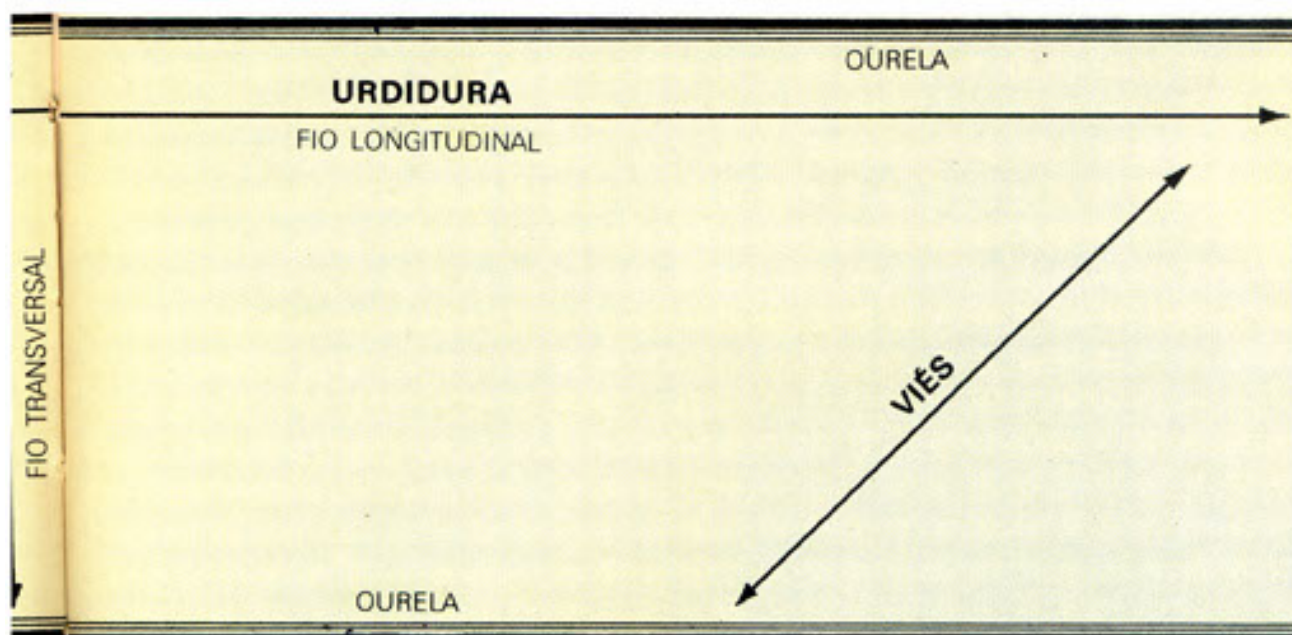 OURELA
URDIDURA
FIO LONGITUDINAL
FIO TRANSVERSAL
VIÉS
OURELA